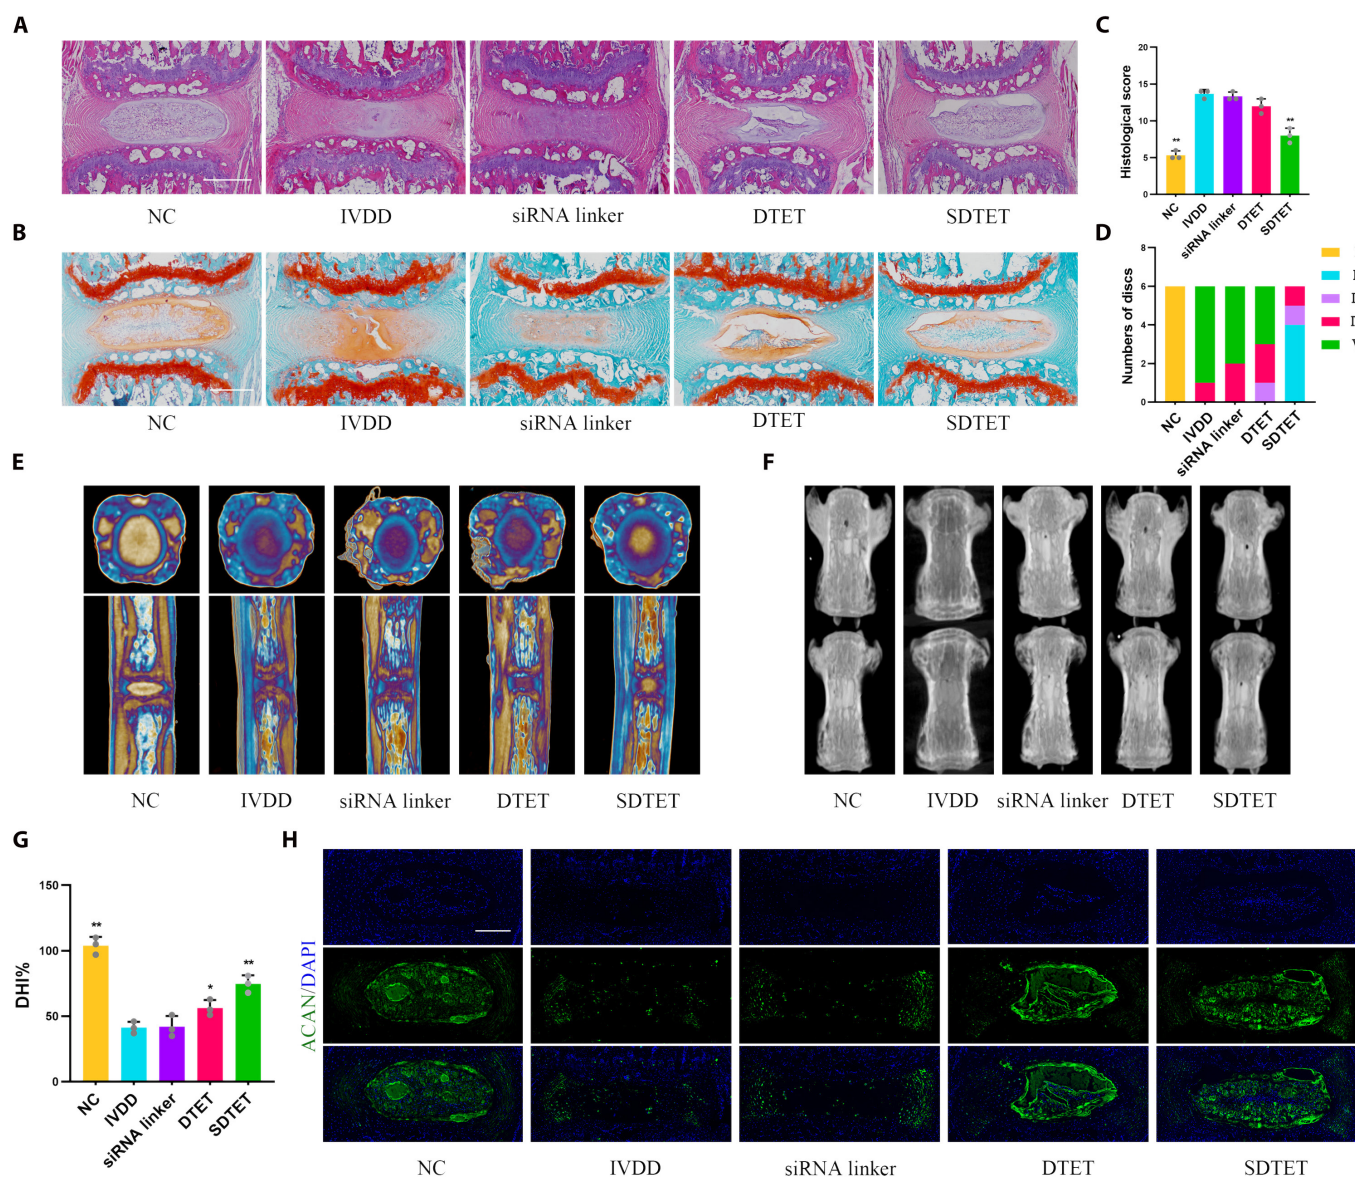 A
NC IVDD siRNA linker DTET SDTET
B
NC IVDD siRNA linker DTET SDTET
C
Histological score
20
15
10
5
0
**
**
NC IVDD siRNA linker DTET SDTET
D
Numbers of discs
8
6
4
2
0
NC IVDD siRNA linker DTET SDTET
E
NC IVDD siRNA linker DTET SDTET
F
NC IVDD siRNA linker DTET SDTET
G
DHI%
150
100
50
0
**
*
**
NC IVDD siRNA linker DTET SDTET
H
ACAN/DAPI
NC IVDD siRNA linker DTET SDTET